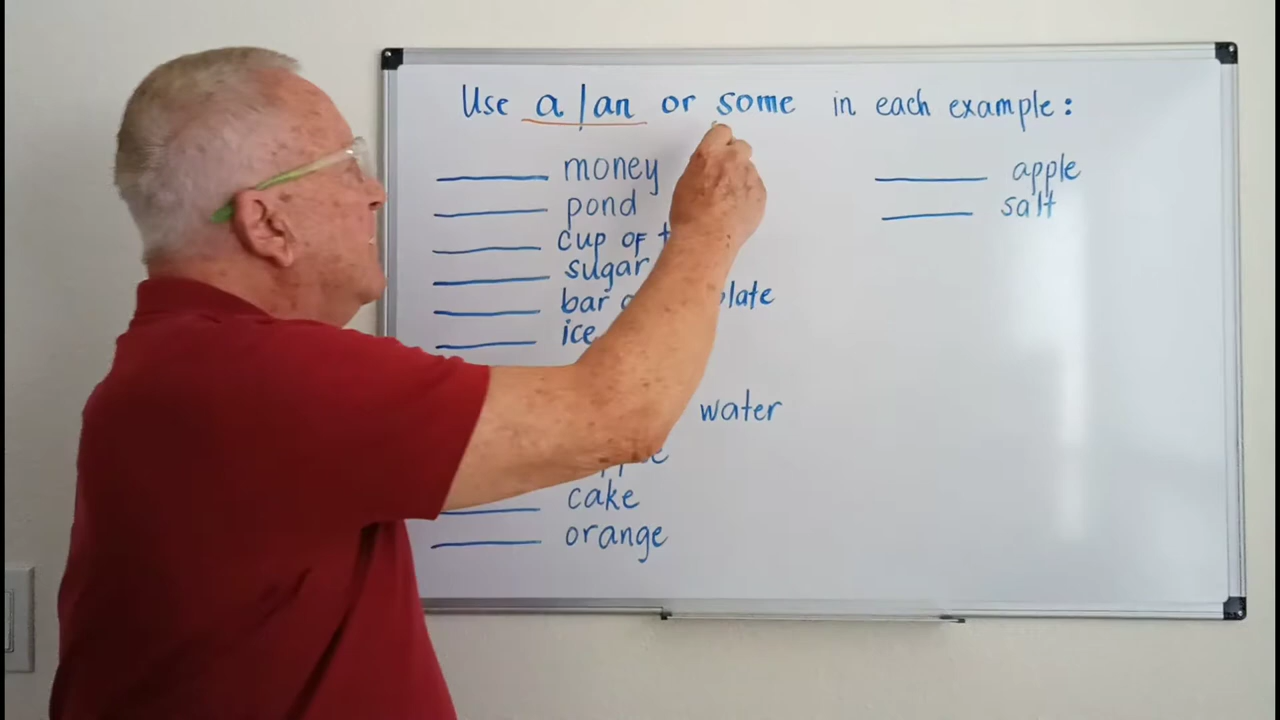 Use a/an or some in each example:
_____ money
_____ pond
_____ cup of
_____ sugar
_____ bar
_____ ice
water
_____ cake
_____ orange
_____ apple
_____ salt